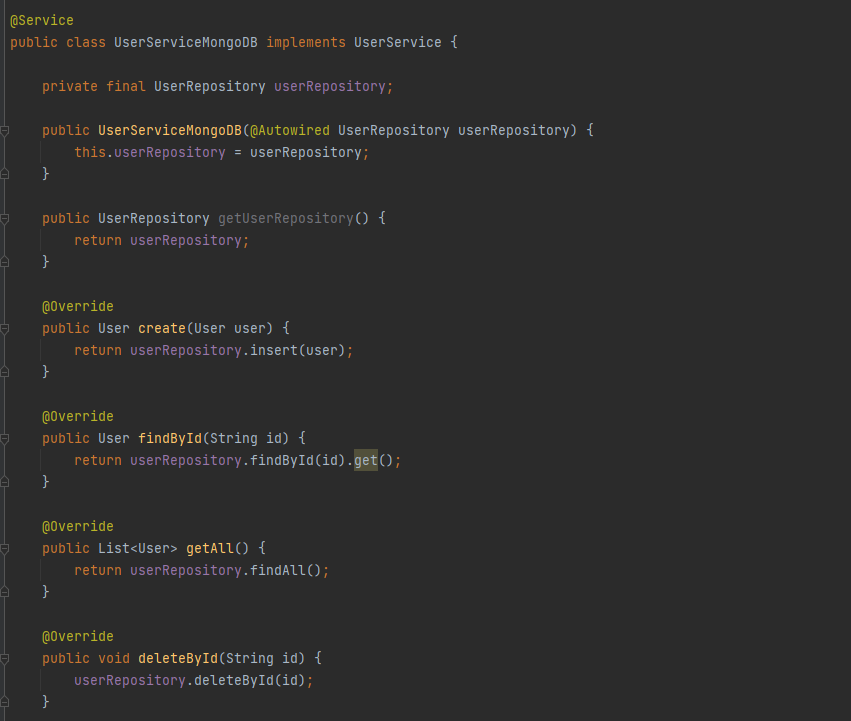 @Service
public class UserServiceMongoDB implements UserService {
private final UserRepository userRepository;
public UserServiceMongoDB(@Autowired UserRepository userRepository) {
this.userRepository = userRepository;
}
public UserRepository getUserRepository() {
return userRepository;
}
@Override
public User create(User user) {
return userRepository.insert(user);
}
@Override
public User findById(String id) {
return userRepository.findById(id).get();
}
@Override
public List<User> getAll() {
return userRepository.findAll();
}
@Override
public void deleteById(String id) {
userRepository.deleteById(id);
}